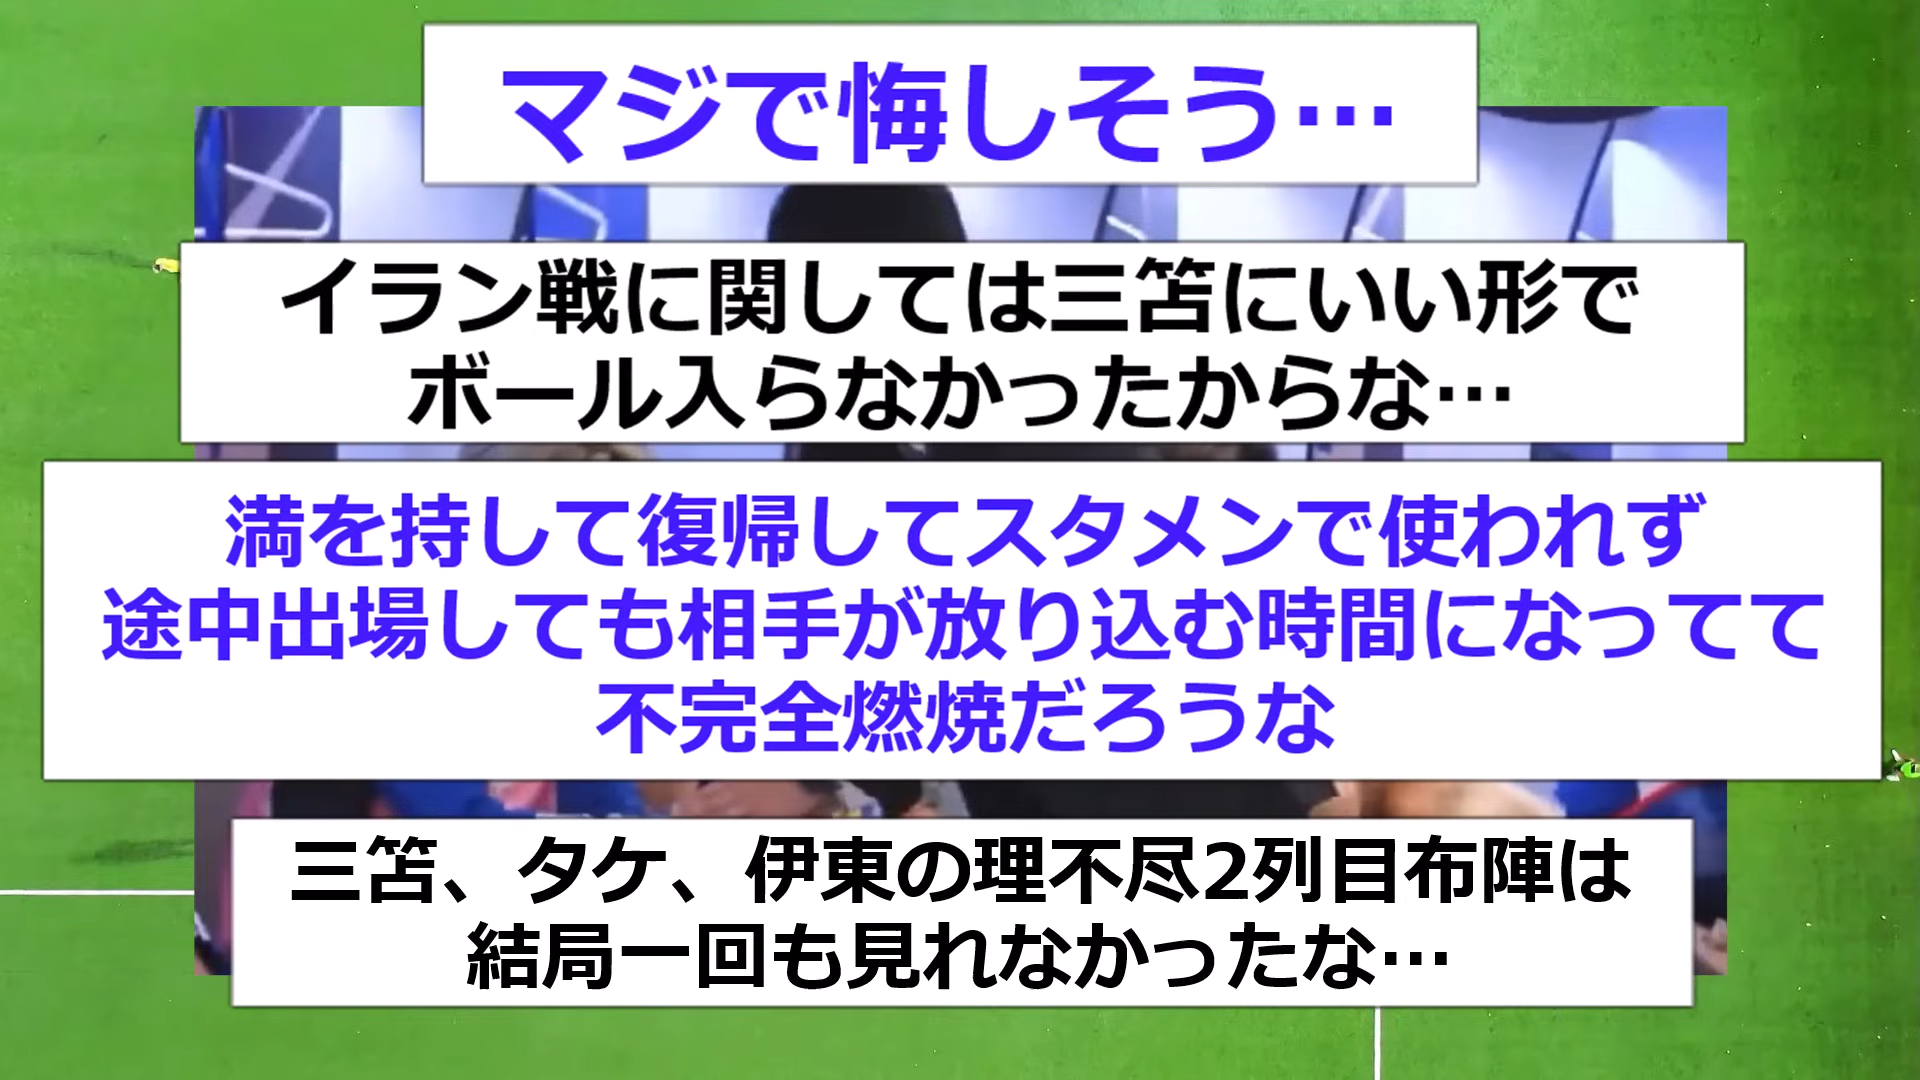 マジで悔しそう…
イラン戦に関しては三笘にいい形で
ボール入らなかったからな…
満を持して復帰してスタメンで使われず
途中出場しても相手が放り込む時間になってて
不完全燃焼だろうな
三笘、タケ、伊東の理不尽2列目布陣は
結局一回も見れなかったな…